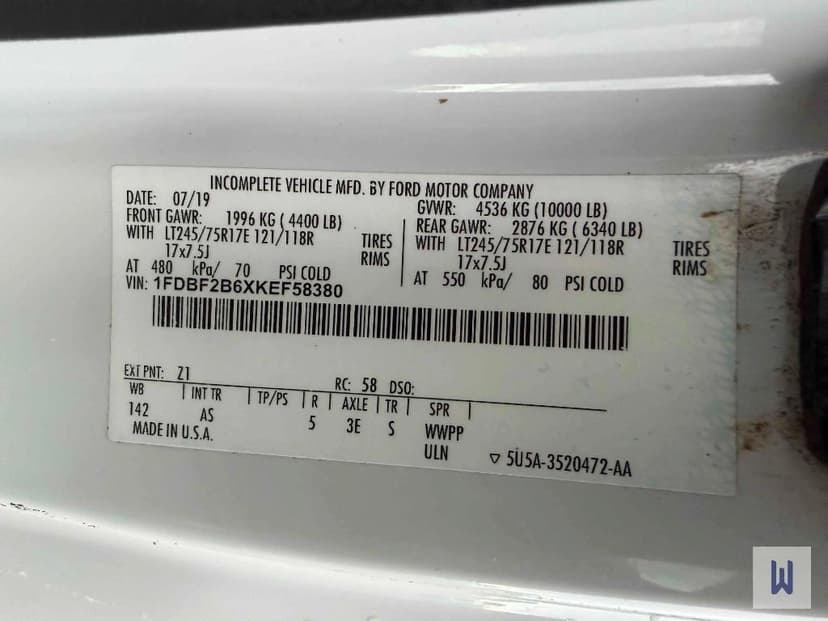 INCOMPLETE VEHICLE MFD. BY FORD MOTOR COMPANY
DATE: 07/19 GVWR: 4536 KG (10000 LB)
FRONT GAWR: 1996 KG ( 4400 LB) REAR GAWR: 2876 KG ( 6340 LB)
WITH LT245/75R17E 121/118R TIRES WITH LT245/75R17E 121/118R TIRES
17x7.5J RIMS 17x7.5J RIMS
AT 480 kPa/ 70 PSI COLD AT 550 kPa/ 80 PSI COLD
VIN: 1FDBF2B6XKEF58380
EXT PNT: Z1 RC: 58 DSO:
WB INT TR TP/PS R AXLE TR SPR
142 AS 5 3E S WWPP
MADE IN U.S.A. ULN ▽ 5U5A-3520472-AA
W